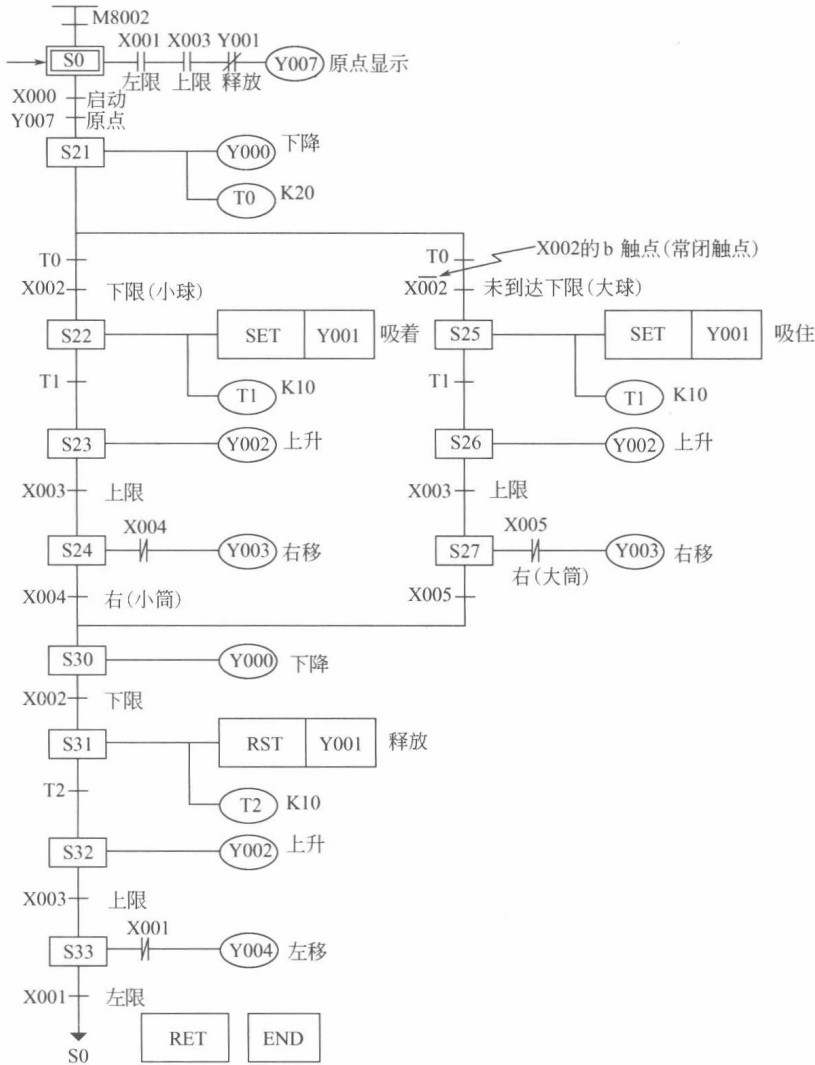 M8002
X001 X003 Y001
S0 Y007 原点显示
左限 上限 释放
X000 启动
Y007 原点
S21 Y000 下降
T0 K20
T0 T0 X002的b 触点(常闭触点)
X002 下限(小球) X002 未到达下限(大球)
S22 SET Y001 吸着 S25 SET Y001 吸住
T1 T1
T1 K10 T1 K10
S23 Y002 上升 S26 Y002 上升
X003 上限 X003 上限
X004 X005
S24 Y003 右移 S27 Y003 右移
右(大筒)
X004 右(小筒) X005
S30 Y000 下降
X002 下限
S31 RST Y001 释放
T2
T2 K10
S32 Y002 上升
X003 上限
X001
S33 Y004 左移
X001 左限
S0 RET END